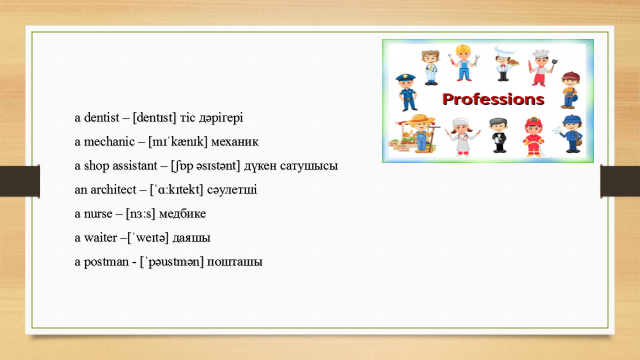 Professions
a dentist – [dentıst] тіс дәрігері
a mechanic – [mɪˈkænɪk] механик
a shop assistant – [ʃɒp əsɪstənt] дүкен сатушысы
an architect – [ˈɑːkɪtekt] сәулетші
a nurse – [nɜːs] медбике
a waiter –[ˈweɪtə] даяшы
a postman - [ˈpəustmən] пошташы